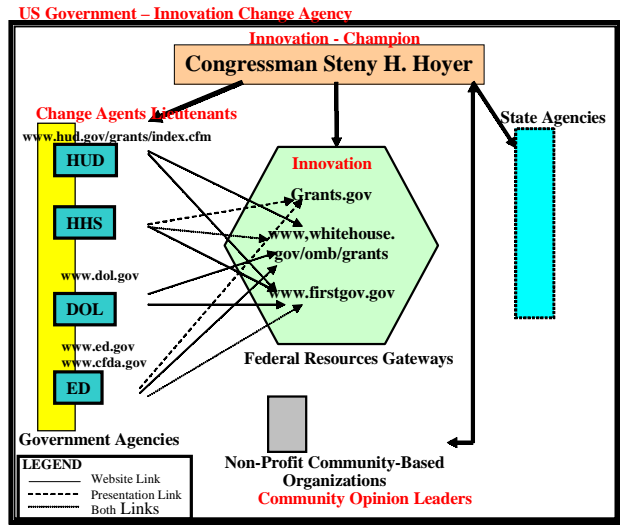 US Government – Innovation Change Agency
Innovation - Champion
Congressman Steny H. Hoyer
Change Agents Lieutenants
State Agencies
www.hud.gov/grants/index.cfm
HUD
Innovation
Grants.gov
HHS
www,whitehouse.
gov/omb/grants
www.dol.gov
www.firstgov.gov
DOL
www.ed.gov
www.cfda.gov
Federal Resources Gateways
ED
Government Agencies
Non-Profit Community-Based
Organizations
Community Opinion Leaders
LEGEND
Website Link
Presentation Link
Both Links